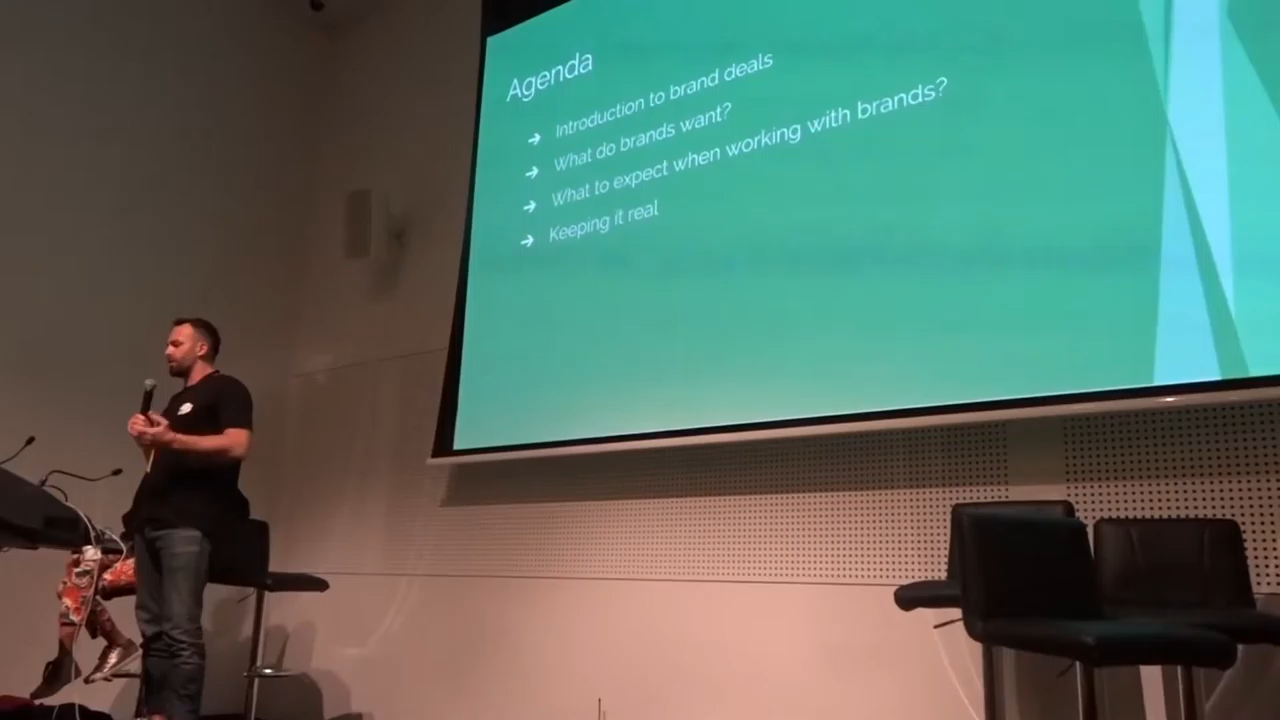 Agenda
→ Introduction to brand deals
→ What do brands want?
→ What to expect when working with brands?
→ Keeping it real